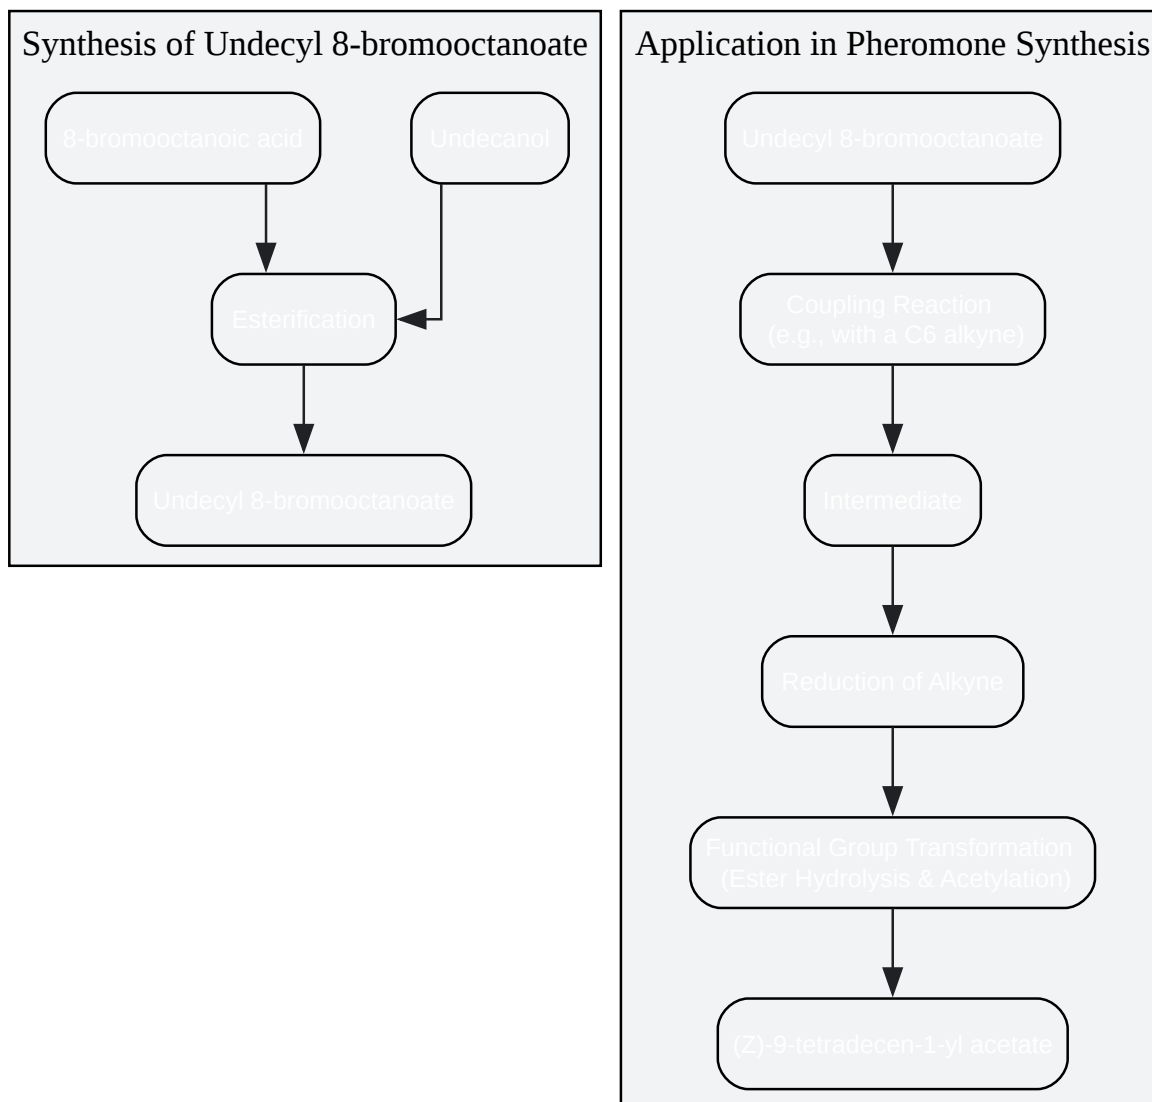 Synthesis of Undecyl 8-bromooctanoate
8-bromooctanoic acid
Undecanol
Esterification
Undecyl 8-bromooctanoate
Application in Pheromone Synthesis
Undecyl 8-bromooctanoate
Coupling Reaction
(e.g., with a C6 alkyne)
Intermediate
Reduction of Alkyne
Functional Group Transformation
(Ester Hydrolysis & Acetylation)
(Z)-9-tetradecen-1-yl acetate